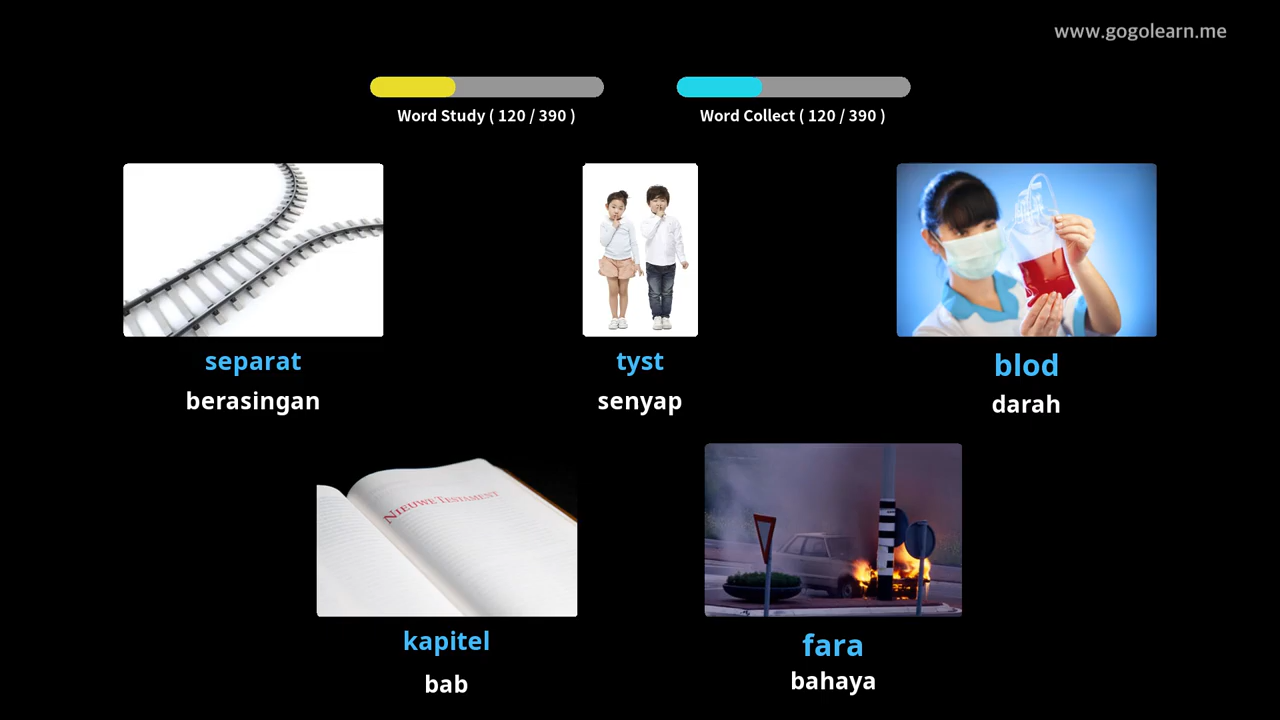 www.gogolearn.me
Word Study ( 120 / 390 )
Word Collect ( 120 / 390 )
separat
berasingan
tyst
senyap
blod
darah
NIEUWE TESTAMENT
kapitel
bab
fara
bahaya